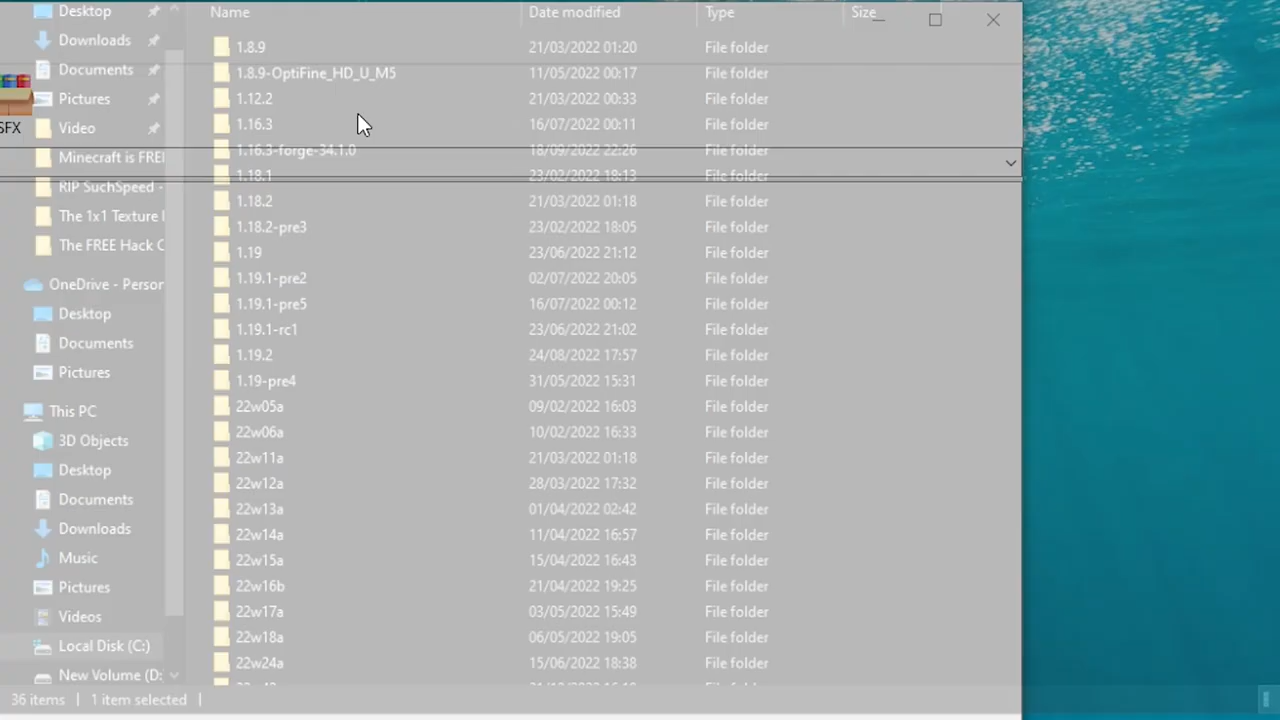 Name Date modified Type Size
Desktop
Downloads
Documents
Pictures
Video
Minecraft is FREE
RIP SuchSpeed -
The 1x1 Texture
The FREE Hack C
OneDrive - Person
Desktop
Documents
Pictures
This PC
3D Objects
Desktop
Documents
Downloads
Music
Pictures
Videos
Local Disk (C:)
New Volume (D:
SFX
1.8.9 21/03/2022 01:20 File folder
1.8.9-OptiFine_HD_U_M5 11/05/2022 00:17 File folder
1.12.2 21/03/2022 00:33 File folder
1.16.3 16/07/2022 00:11 File folder
1.16.3-forge-34.1.0 18/09/2022 22:26 File folder
1.18.1 23/02/2022 18:13 File folder
1.18.2 21/03/2022 01:18 File folder
1.18.2-pre3 23/02/2022 18:05 File folder
1.19 23/06/2022 21:12 File folder
1.19.1-pre2 02/07/2022 20:05 File folder
1.19.1-pre5 16/07/2022 00:12 File folder
1.19.1-rc1 23/06/2022 21:02 File folder
1.19.2 24/08/2022 17:57 File folder
1.19-pre4 31/05/2022 15:31 File folder
22w05a 09/02/2022 16:03 File folder
22w06a 10/02/2022 16:33 File folder
22w11a 21/03/2022 01:18 File folder
22w12a 28/03/2022 17:32 File folder
22w13a 01/04/2022 02:42 File folder
22w14a 11/04/2022 16:57 File folder
22w15a 15/04/2022 16:43 File folder
22w16b 21/04/2022 19:25 File folder
22w17a 03/05/2022 15:49 File folder
22w18a 06/05/2022 19:05 File folder
22w24a 15/06/2022 18:38 File folder
36 items 1 item selected